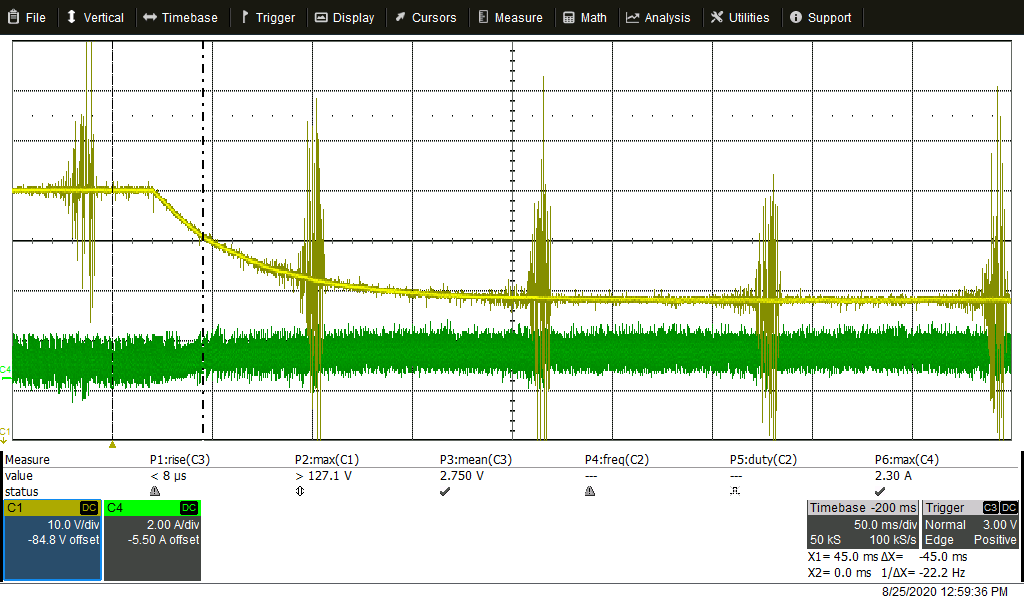 File Vertical Timebase Trigger Display Cursors Measure Math Analysis Utilities Support
C4
C1
Measure P1:rise(C3) P2:max(C1) P3:mean(C3) P4:freq(C2) P5:duty(C2) P6:max(C4)
value < 8 µs > 127.1 V 2.750 V --- --- 2.30 A
status
C1 DC C4 DC Timebase -200 ms Trigger C3 DC
10.0 V/div 2.00 A/div 50.0 ms/div Normal 3.00 V
-84.8 V offset -5.50 A offset 50 kS 100 kS/s Edge Positive
X1= 45.0 ms ΔX= -45.0 ms
X2= 0.0 ms 1/ΔX= -22.2 Hz
8/25/2020 12:59:36 PM